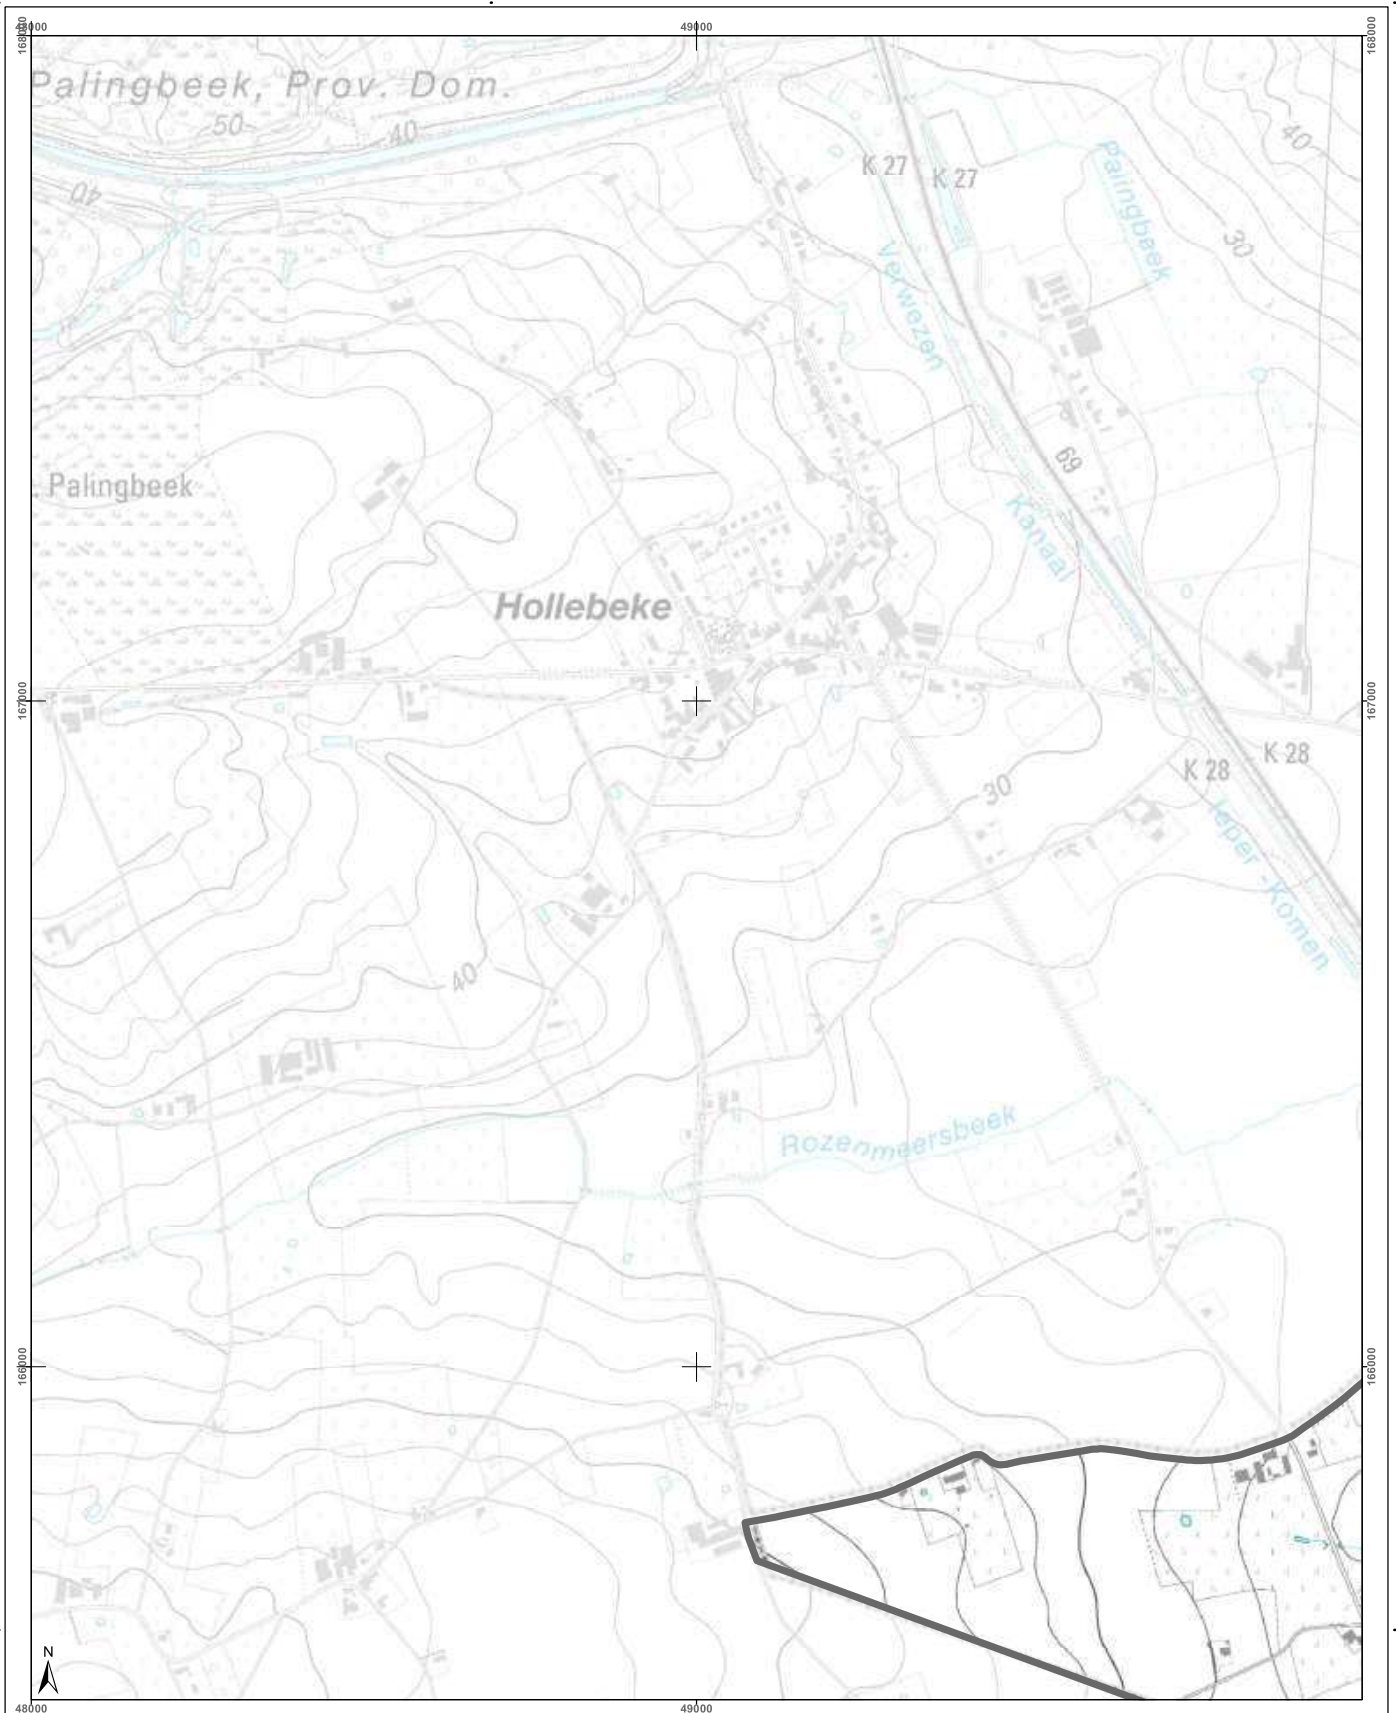 48000
49000
168000
168000
Palingbeek, Prov. Dom.
50
40
40
40
K 27
K 27
Palingbeek
30
Verwezen
69
. Palingbeek
Kanaal
Hollebeke
167000
167000
K 28
K 28
30
Ieper - Komen
40
Rozenmeersbeek
166000
166000
N
48000
49000